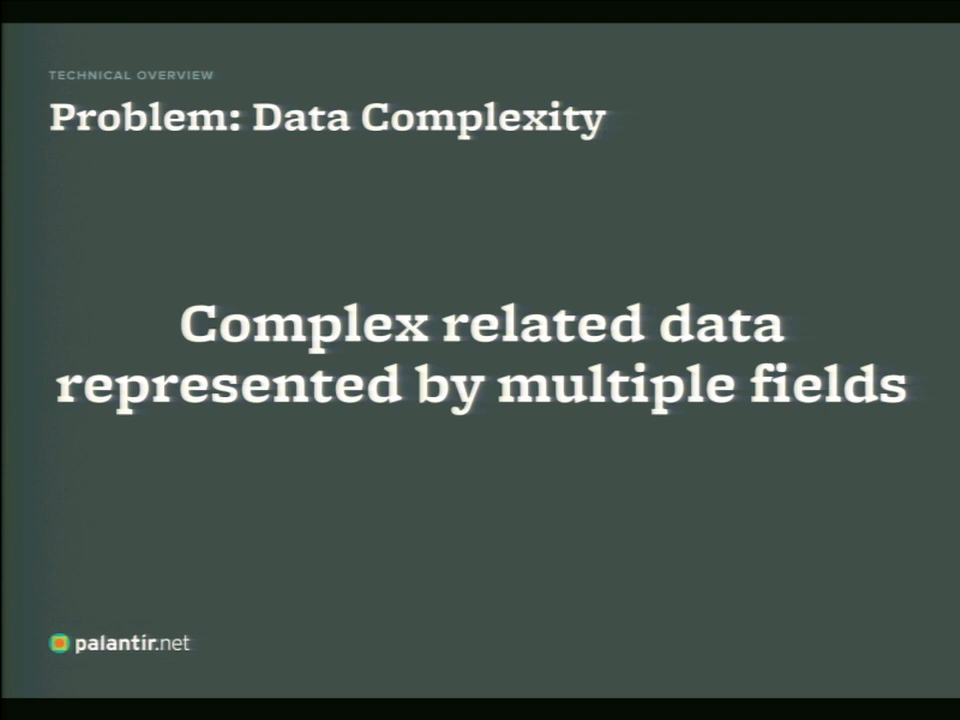 TECHNICAL OVERVIEW
Problem: Data Complexity
Complex related data
represented by multiple fields
palantir.net